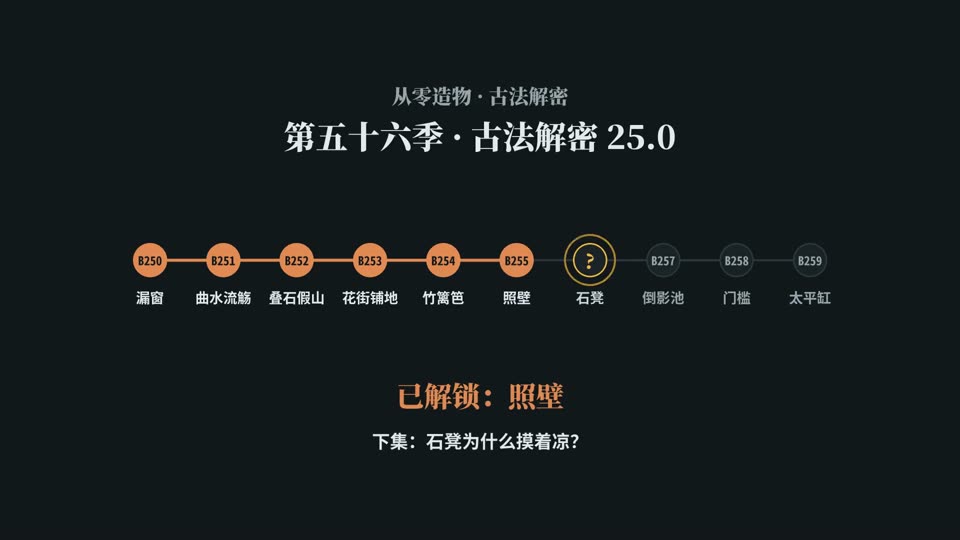 从零造物 · 古法解密
第五十六季 · 古法解密 25.0
B250 B251 B252 B253 B254 B255 ? B257 B258 B259
漏窗 曲水流觞 叠石假山 花街铺地 竹篱笆 照壁 石凳 倒影池 门槛 太平缸
已解锁：照壁
下集：石凳为什么摸着凉？